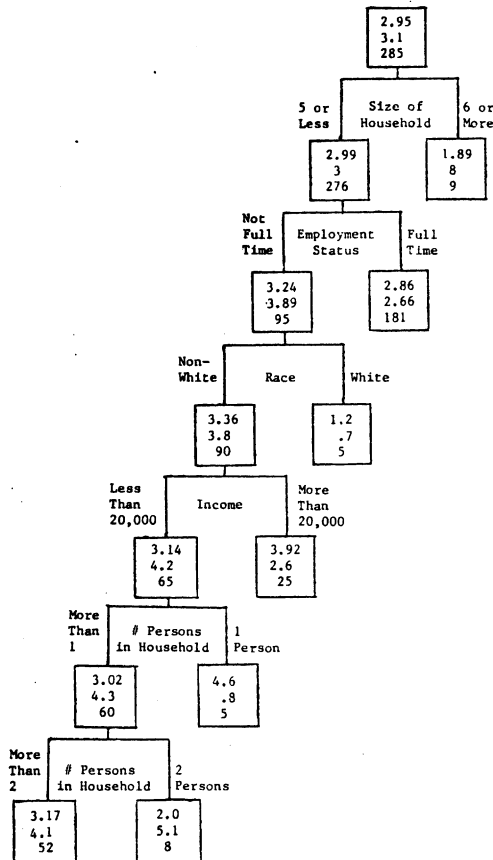 2.95
3.1
285
5 or Less
Size of Household
6 or More
2.99
3
276
1.89
8
9
Not Full Time
Employment Status
Full Time
3.24
3.89
95
2.86
2.66
181
Non-White
Race
White
3.36
3.8
90
1.2
.7
5
Less Than 20,000
Income
More Than 20,000
3.14
4.2
65
3.92
2.6
25
More Than 1
# Persons in Household
1 Person
3.02
4.3
60
4.6
.8
5
More Than 2
# Persons in Household
2 Persons
3.17
4.1
52
2.0
5.1
8